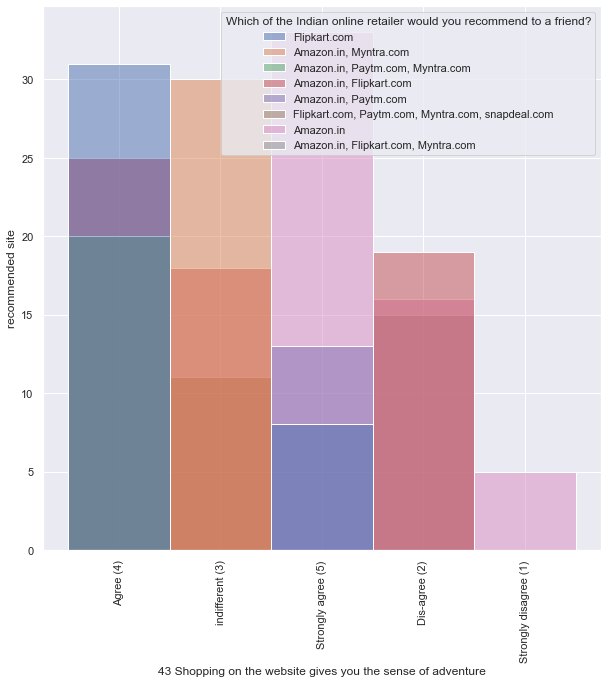 Which of the Indian online retailer would you recommend to a friend?
Flipkart.com
Amazon.in, Myntra.com
Amazon.in, Paytm.com, Myntra.com
Amazon.in, Flipkart.com
Amazon.in, Paytm.com
Flipkart.com, Paytm.com, Myntra.com, snapdeal.com
Amazon.in
Amazon.in, Flipkart.com, Myntra.com
recommended site
30
25
20
15
10
5
0
Agree (4)
indifferent (3)
Strongly agree (5)
Dis-agree (2)
Strongly disagree (1)
43 Shopping on the website gives you the sense of adventure